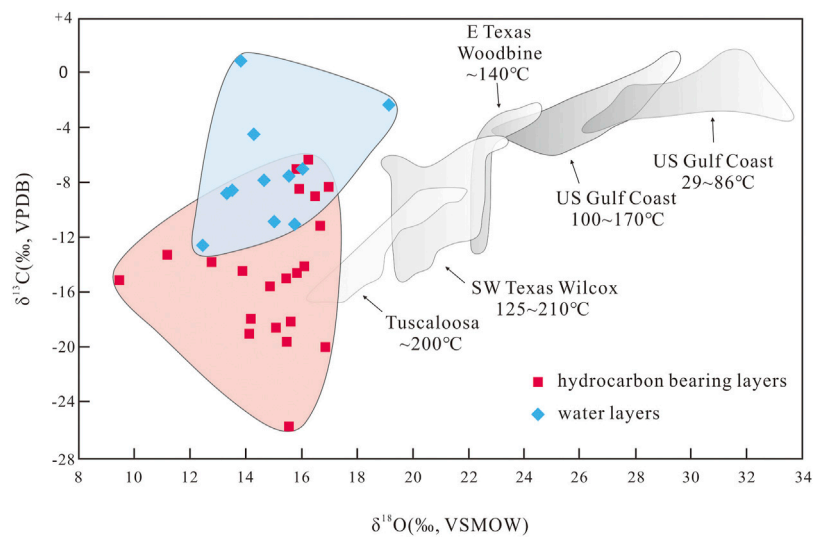 +4
0
-4
-8
-12
-16
-20
-24
-28
δ¹³C(‰, VPDB)
E Texas
Woodbine
~140℃
US Gulf Coast
29~86℃
US Gulf Coast
100~170℃
SW Texas Wilcox
125~210℃
Tuscaloosa
~200℃
hydrocarbon bearing layers
water layers
8 10 12 14 16 18 20 22 24 26 28 30 32 34
δ¹⁸O(‰, VSMOW)